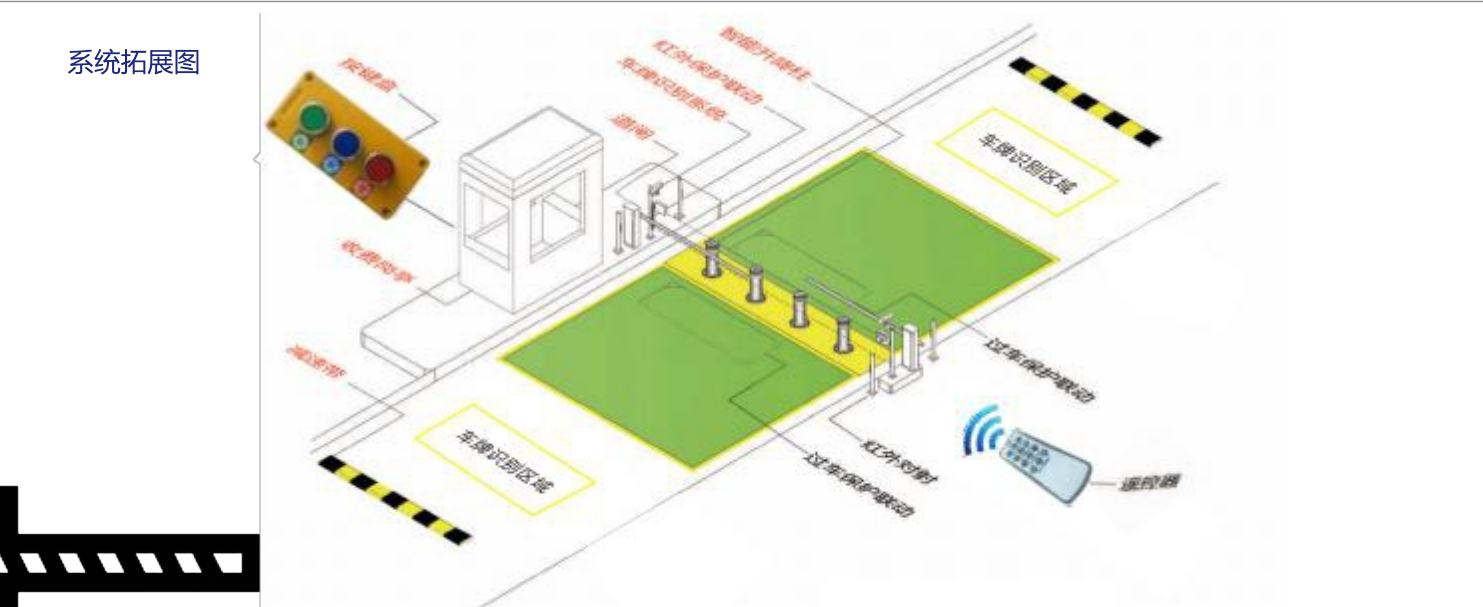 系统拓展图
智能升降柱
红外保护联动
车牌识别系统
道闸
按键盒
车牌识别区域
收费岗亭
减速带
过车保护联动
车牌识别区域
红外对射
过车保护联动
遥控器